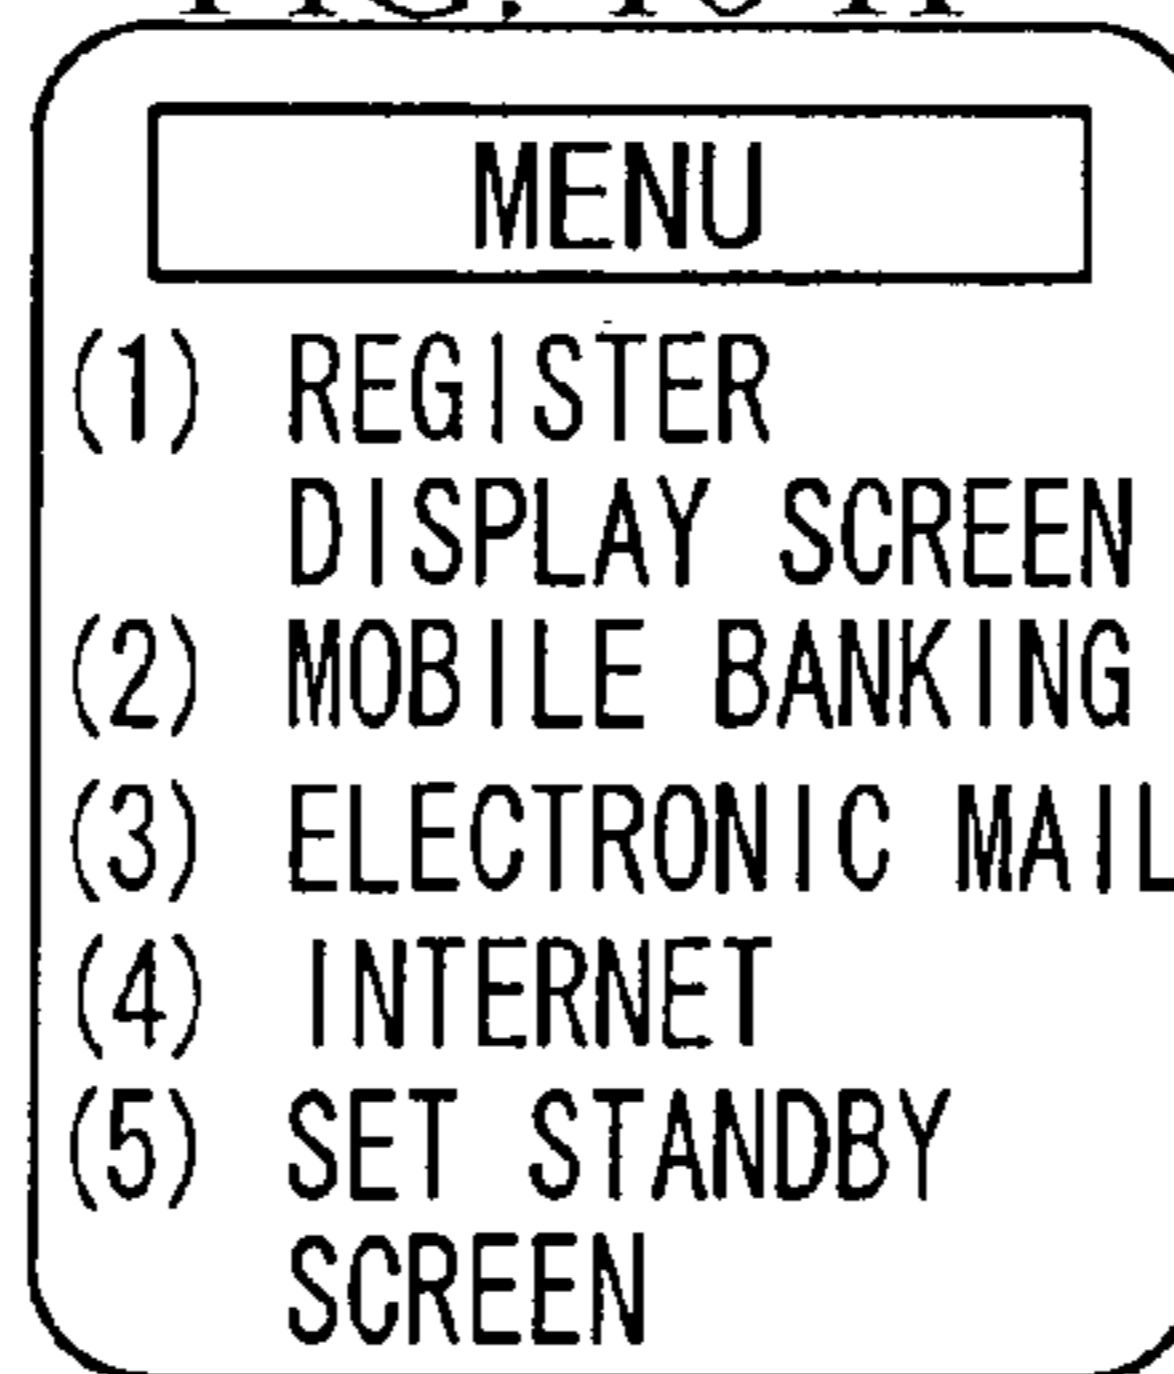 MENU
(1) REGISTER
DISPLAY SCREEN
(2) MOBILE BANKING
(3) ELECTRONIC MAIL
(4) INTERNET
(5) SET STANDBY
SCREEN